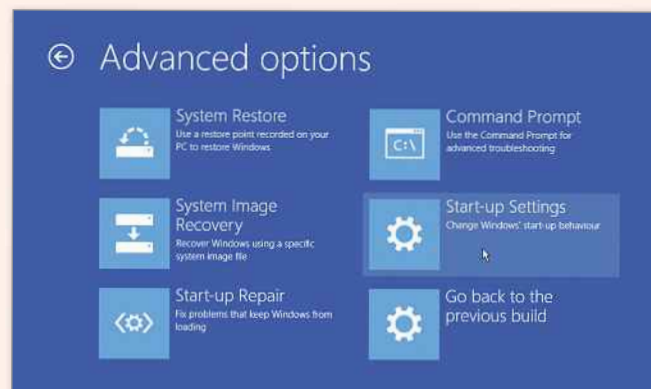 Advanced options
System Restore
Use a restore point recorded on your
PC to restore Windows
Command Prompt
Use the Command Prompt for
advanced troubleshooting
C:\
System Image
Recovery
Recover Windows using a specific
system image file
Start-up Settings
Change Windows' start-up behaviour
Start-up Repair
Fix problems that keep Windows from
loading
Go back to the
previous build